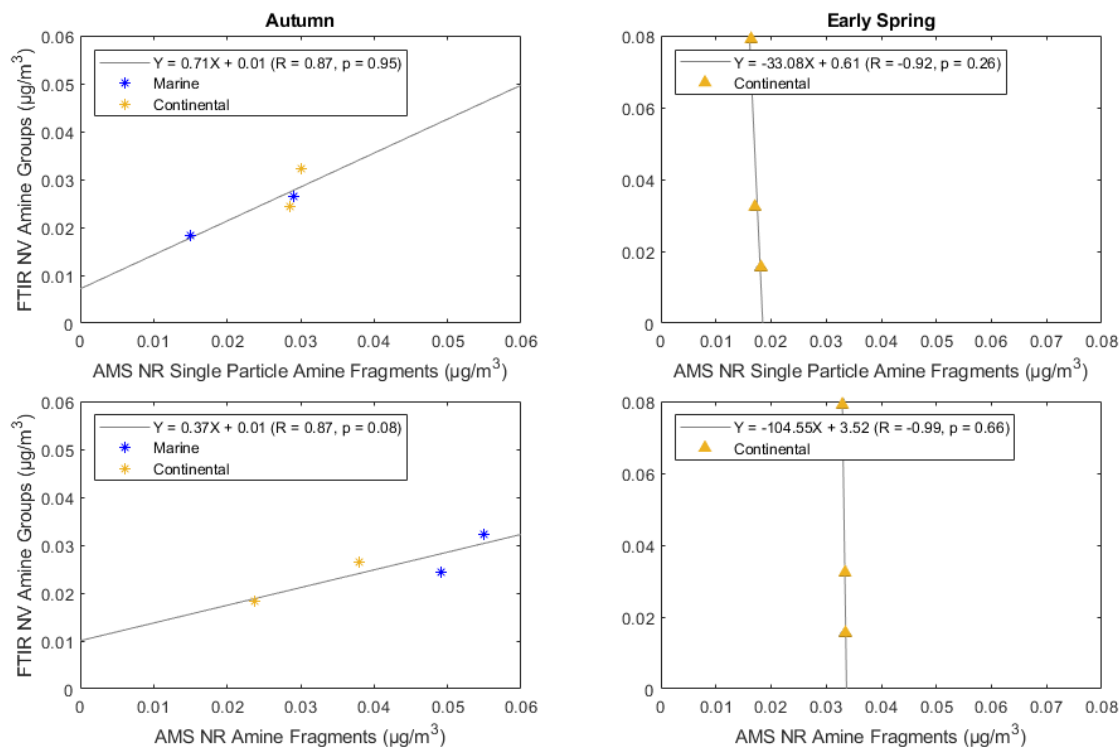 Autumn
0.06
0.05
0.04
0.03
0.02
0.01
0
Y = 0.71X + 0.01 (R = 0.87, p = 0.95)
Marine
Continental
0 0.01 0.02 0.03 0.04 0.05 0.06
FTIR NV Amine Groups (µg/m³)
AMS NR Single Particle Amine Fragments (µg/m³)
Early Spring
0.08
0.06
0.04
0.02
0
Y = -33.08X + 0.61 (R = -0.92, p = 0.26)
Continental
0 0.01 0.02 0.03 0.04 0.05 0.06 0.07 0.08
AMS NR Single Particle Amine Fragments (µg/m³)
0.06
0.05
0.04
0.03
0.02
0.01
0
Y = 0.37X + 0.01 (R = 0.87, p = 0.08)
Marine
Continental
0 0.01 0.02 0.03 0.04 0.05 0.06
FTIR NV Amine Groups (µg/m³)
AMS NR Amine Fragments (µg/m³)
0.08
0.06
0.04
0.02
0
Y = -104.55X + 3.52 (R = -0.99, p = 0.66)
Continental
0 0.01 0.02 0.03 0.04 0.05 0.06 0.07 0.08
AMS NR Amine Fragments (µg/m³)